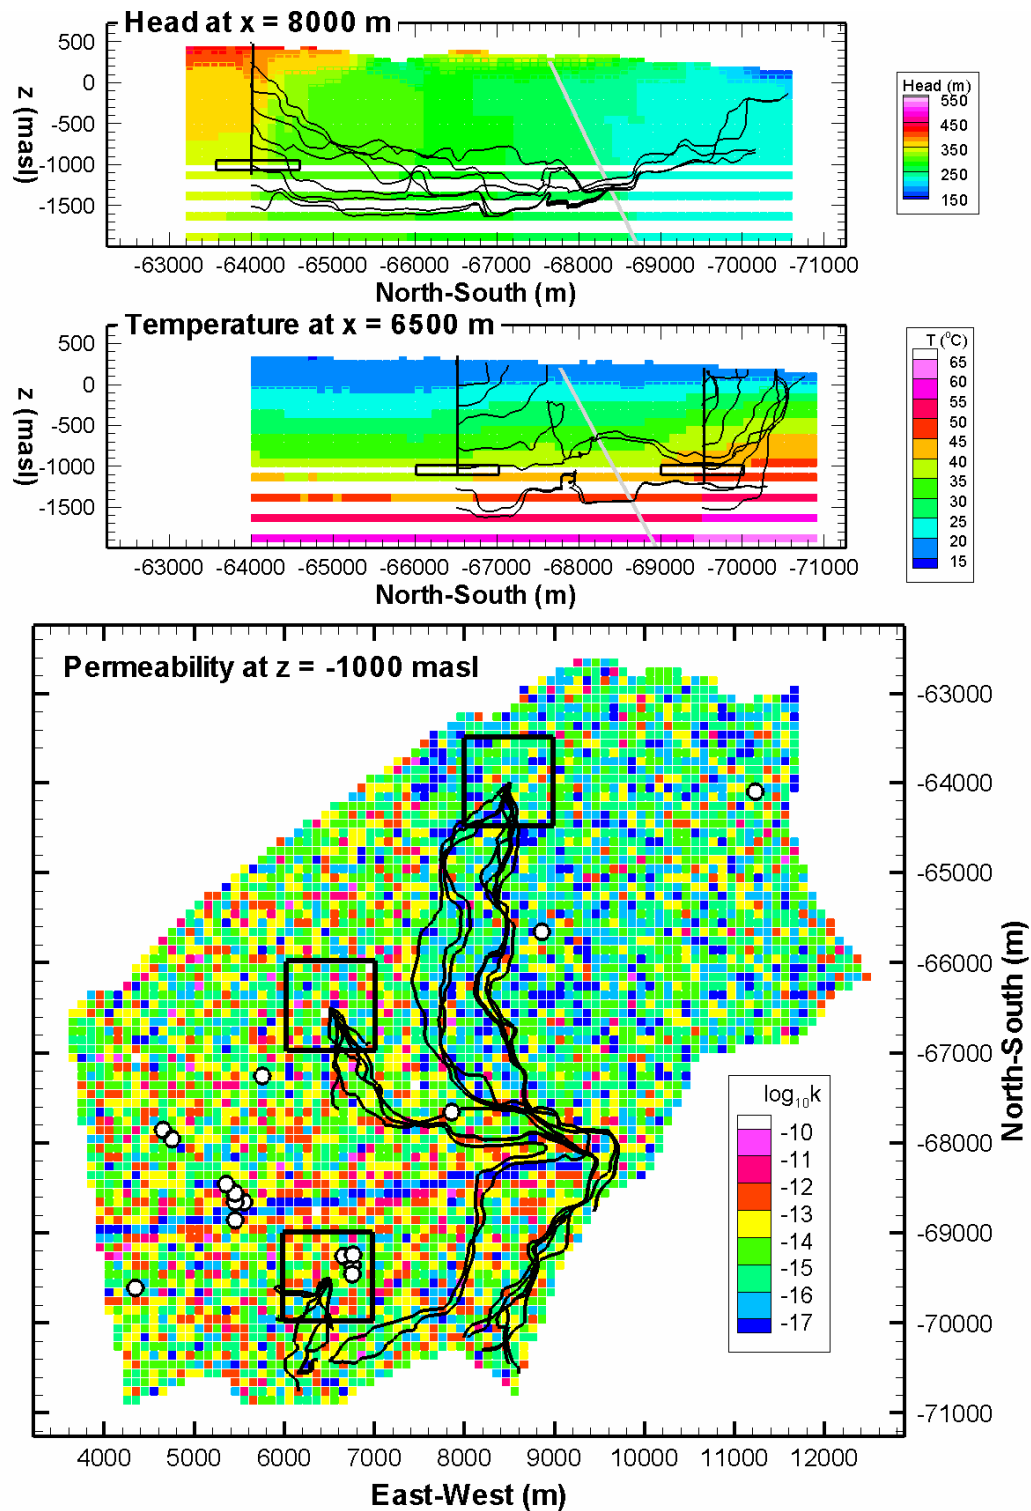 Head at x = 8000 m
500
0
-500
-1000
-1500
z (masl)
-63000 -64000 -65000 -66000 -67000 -68000 -69000 -70000 -71000
North-South (m)
Head (m)
550
450
350
250
150
Temperature at x = 6500 m
500
0
-500
-1000
-1500
z (masl)
-63000 -64000 -65000 -66000 -67000 -68000 -69000 -70000 -71000
North-South (m)
T (⁰C)
65
60
55
50
45
40
35
30
25
20
15
Permeability at z = -1000 masl
-63000
-64000
-65000
-66000
-67000
-68000
-69000
-70000
-71000
North-South (m)
log₁₀k
-10
-11
-12
-13
-14
-15
-16
-17
4000 5000 6000 7000 8000 9000 10000 11000 12000
East-West (m)